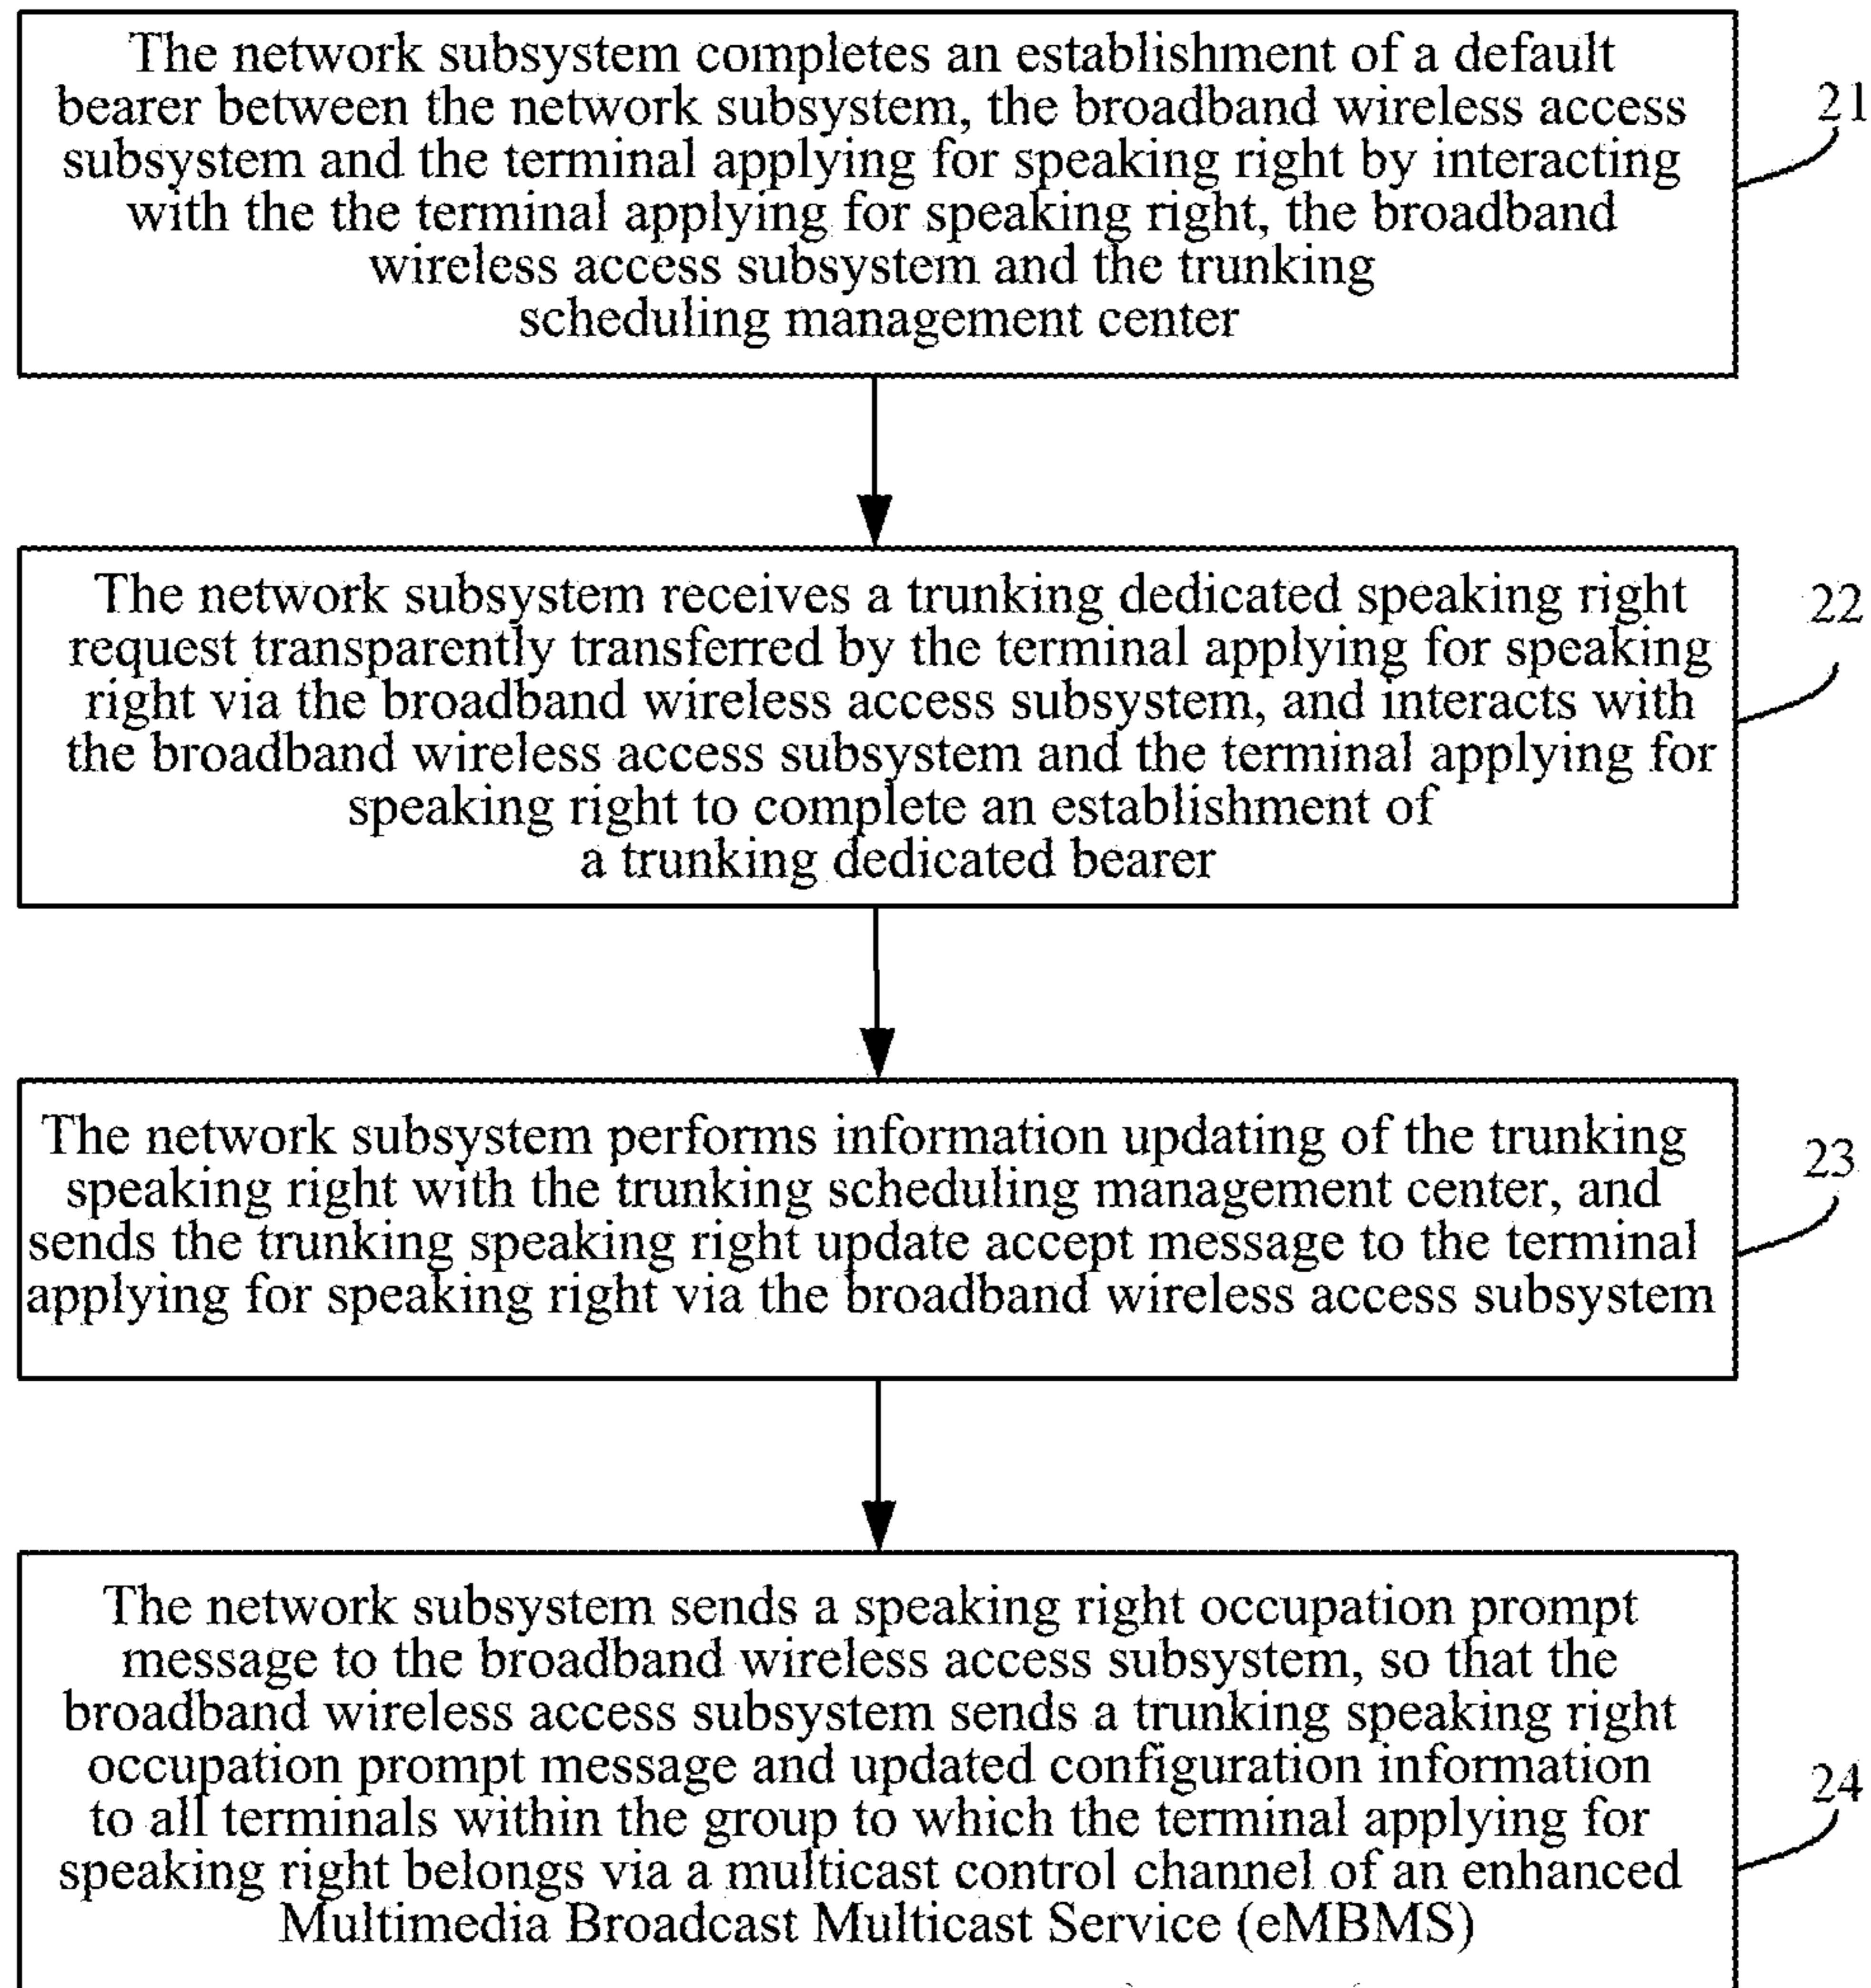 The network subsystem completes an establishment of a default
bearer between the network subsystem, the broadband wireless access
subsystem and the terminal applying for speaking right by interacting
with the the terminal applying for speaking right, the broadband
wireless access subsystem and the trunking
scheduling management center
21
The network subsystem receives a trunking dedicated speaking right
request transparently transferred by the terminal applying for speaking
right via the broadband wireless access subsystem, and interacts with
the broadband wireless access subsystem and the terminal applying for
speaking right to complete an establishment of
a trunking dedicated bearer
22
The network subsystem performs information updating of the trunking
speaking right with the trunking scheduling management center, and
sends the trunking speaking right update accept message to the terminal
applying for speaking right via the broadband wireless access subsystem
23
The network subsystem sends a speaking right occupation prompt
message to the broadband wireless access subsystem, so that the
broadband wireless access subsystem sends a trunking speaking right
occupation prompt message and updated configuration information
to all terminals within the group to which the terminal applying for
speaking right belongs via a multicast control channel of an enhanced
Multimedia Broadcast Multicast Service (eMBMS)
24